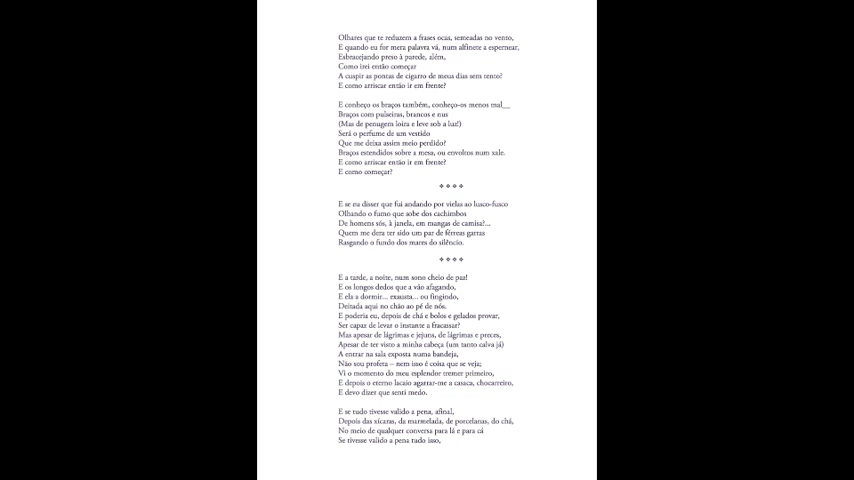 Olhares que te reduzem a frases ocas, semeadas no vento,
E quando eu for mera palavra vã, num alfinete a espernear,
Esbracejando preso à parede, além,
Como irei então começar
A cuspir as pontas de cigarro de meus dias sem tento?
E como arriscar então ir em frente?
E conheço os braços também, conheço-os menos mal__
Braços com pulseiras, brancos e nus
(Mas de penugem loira e leve sob a luz!)
Será o perfume de um vestido
Que me deixa assim meio perdido?
Braços estendidos sobre a mesa, ou envoltos num xale.
E como arriscar então ir em frente?
E como começar?
❖ ❖ ❖ ❖
E se eu disser que fui andando por vielas ao lusco-fusco
Olhando o fumo que sobe dos cachimbos
De homens sós, à janela, em mangas de camisa?...
Quem me dera ter sido um par de férreas garras
Rasgando o fundo dos mares do silêncio.
❖ ❖ ❖ ❖
E a tarde, a noite, num sono cheio de paz!
E os longos dedos que a vão afagando,
E ela a dormir... exausta... ou fingindo,
Deitada aqui no chão ao pé de nós.
E poderia eu, depois de chá e bolos e gelados provar,
Ser capaz de levar o instante a fracassar?
Mas apesar de lágrimas e jejuns, de lágrimas e preces,
Apesar de ter visto a minha cabeça (um tanto calva já)
A entrar na sala exposta numa bandeja,
Não sou profeta – nem isso é coisa que se veja;
Vi o momento do meu esplendor tremer primeiro,
E depois o eterno lacaio agarrar-me a casaca, chocarreiro,
E devo dizer que senti medo.
E se tudo tivesse valido a pena, afinal,
Depois das xícaras, da marmelada, de porcelanas, do chá,
No meio de qualquer conversa para lá e para cá
Se tivesse valido a pena tudo isso,